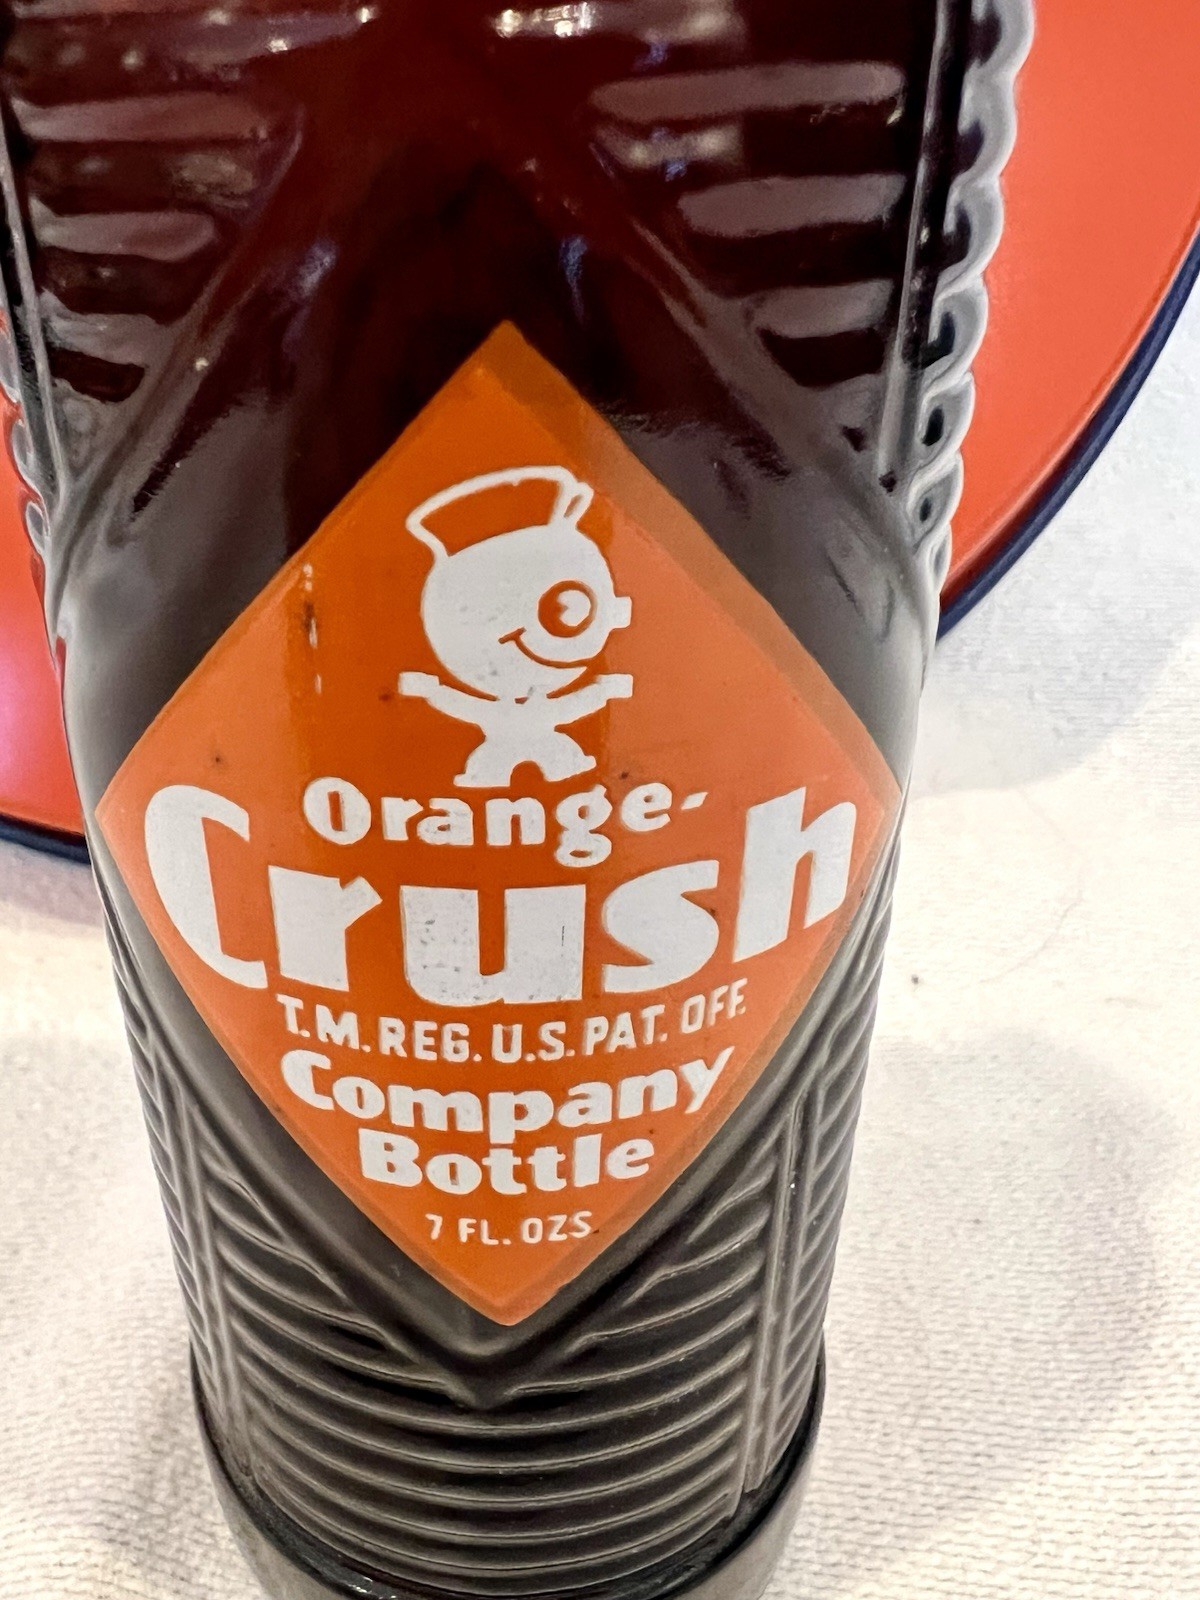 Orange-
Crush
T.M. REG. U.S. PAT. OFF.
Company
Bottle
7 FL. OZS.